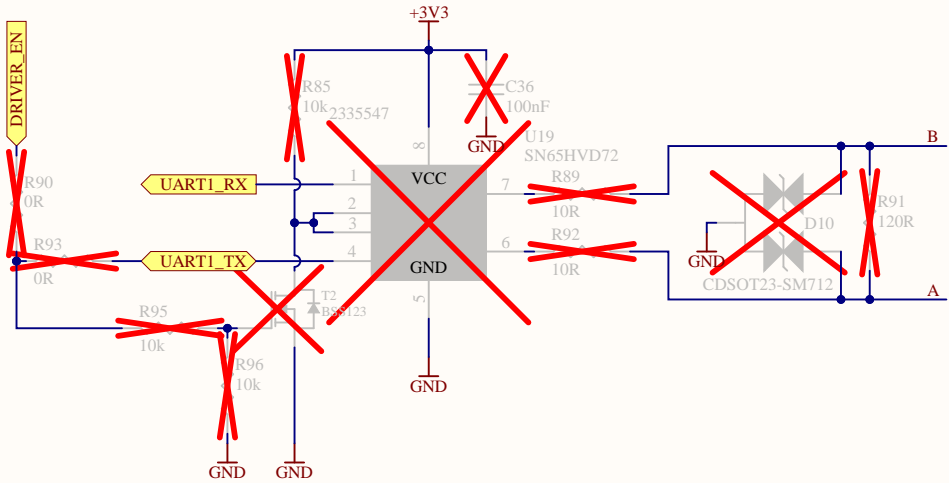 +3V3
DRIVER_EN
R85
10k
2335547
C36
100nF
GND
U19
SN65HVD72
8
VCC
1
2
3
4
7
6
5
GND
UART1_RX
UART1_TX
R89
10R
R92
10R
B
A
R91
120R
D10
GND
CDSOT23-SM712
R90
0R
R93
0R
T2
BSS123
R95
10k
R96
10k
GND
GND
GND